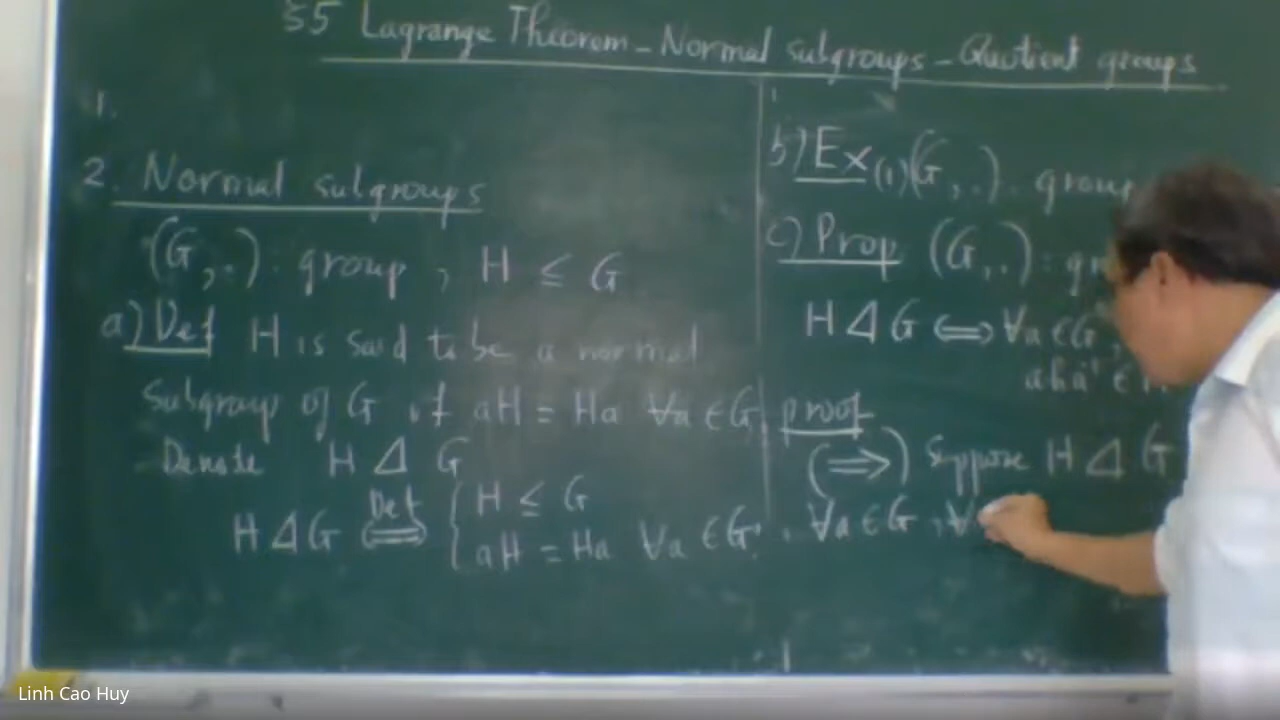 §5 Lagrange Theorem - Normal subgroups - Quotient groups
1.
2. Normal subgroups
(G,.): group, H ≤ G
a) Def H is said to be a normal
Subgroup of G if aH = Ha ∀a ∈ G
Denote H Δ G
H Δ G ⇔ Def { H ≤ G
aH = Ha ∀a ∈ G
b) Ex (1) (G,.): group
c) Prop (G,.):
H Δ G ⇔ ∀a ∈ G,
aha⁻¹ ∈
proof
(⇒) Suppose H Δ G
. ∀a ∈ G, ∀
Linh Cao Huy